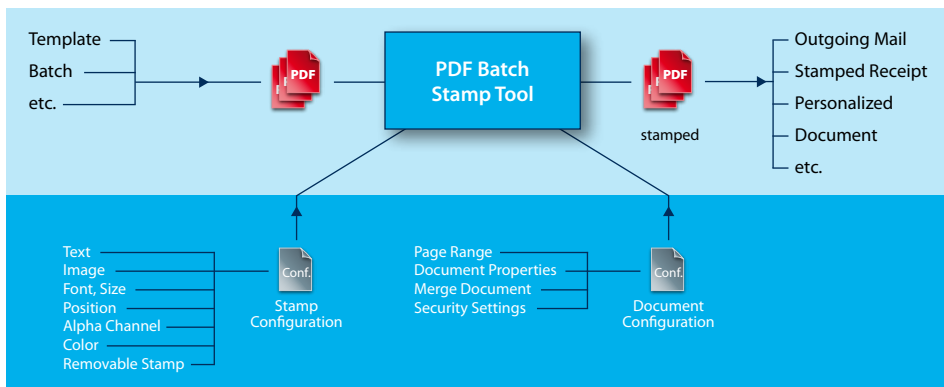 Template
Batch
etc.
PDF
PDF Batch
Stamp Tool
PDF
stamped
Outgoing Mail
Stamped Receipt
Personalized
Document
etc.
Text
Image
Font, Size
Position
Alpha Channel
Color
Removable Stamp
Conf.
Stamp
Configuration
Page Range
Document Properties
Merge Document
Security Settings
Conf.
Document
Configuration